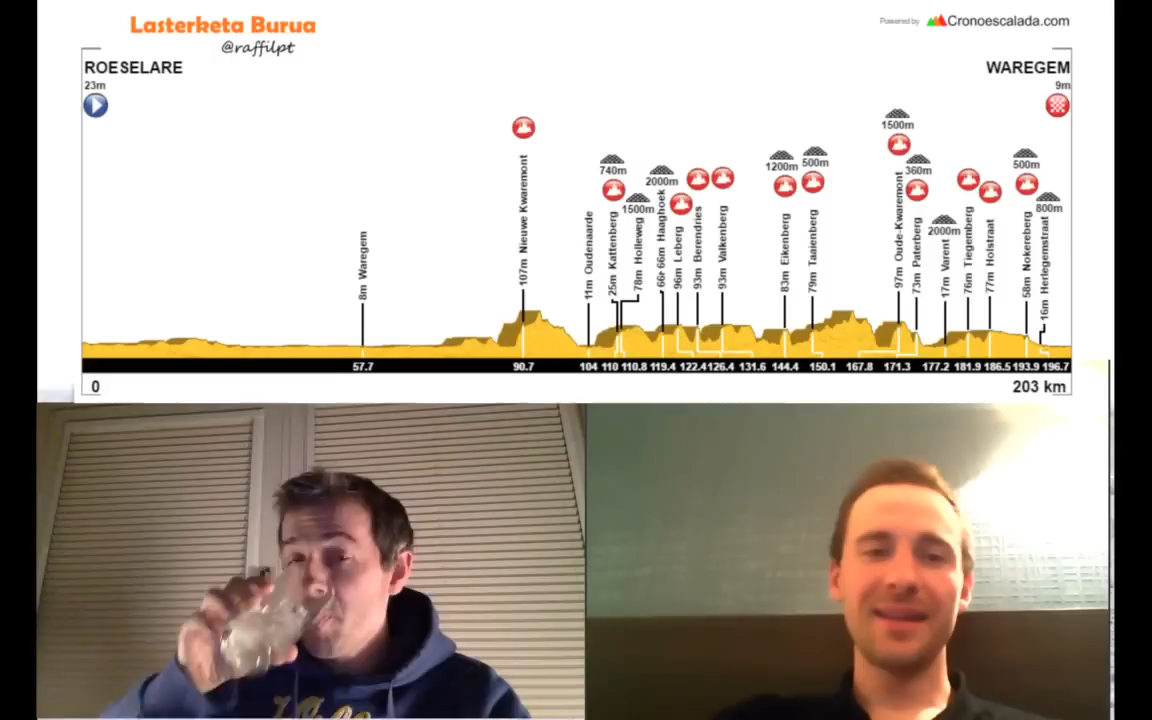 Lasterketa Burua
@raffilpt
Powered by Cronoescalada.com
ROESELARE
23m
WAREGEM
9m
8m Waregem
107m Nieuwe Kwaremont
11m Oudenaarde
740m
25m Kattenberg
1500m
78m Holleweg
2000m
66m Haaghoek
96m Leberg
93m Berendries
93m Valkenberg
1200m
83m Eikenberg
500m
79m Taaienberg
1500m
97m Oude-Kwaremont
360m
73m Paterberg
2000m
17m Varent
76m Tiegemberg
77m Holstraat
500m
58m Nokereberg
800m
16m Herlegemstraat
57.7
90.7
104
110
110.8
119.4
122.4
126.4
131.6
144.4
150.1
167.8
171.3
177.2
181.9
186.5
193.9
196.7
0
203 km